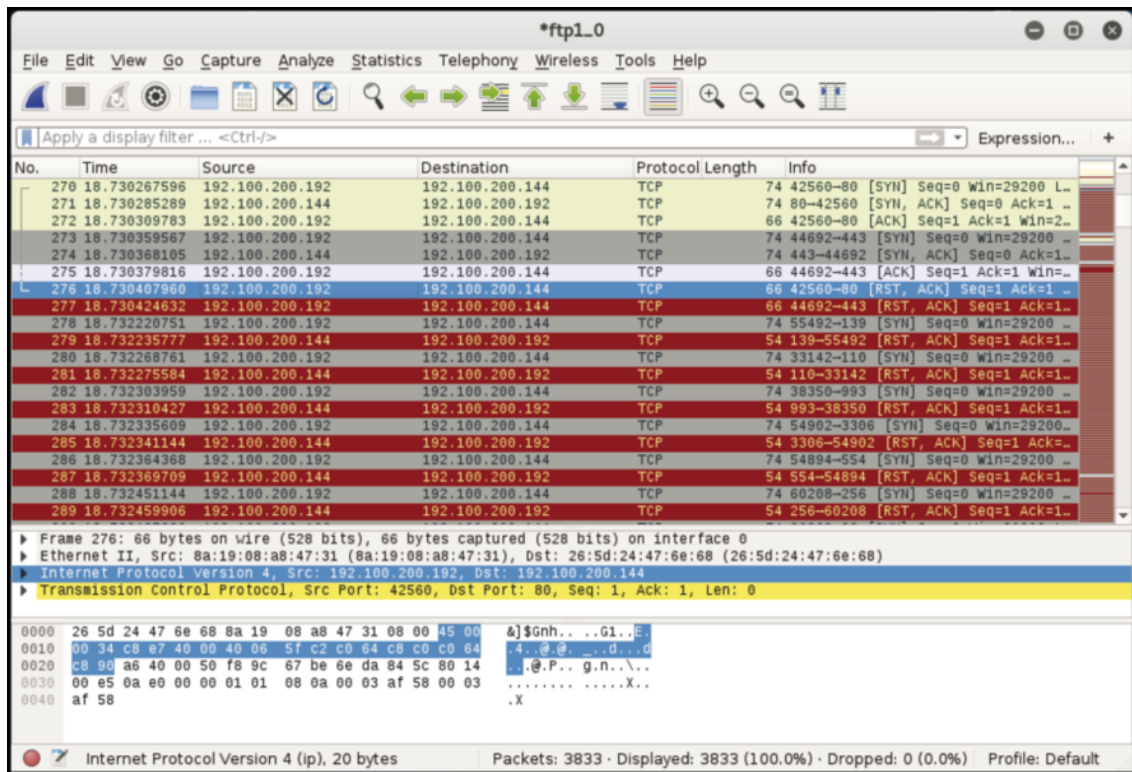 *ftp1_0
File Edit View Go Capture Analyze Statistics Telephony Wireless Tools Help
Apply a display filter ... <Ctrl-/> Expression... +
No. Time Source Destination Protocol Length Info
270 18.730267596 192.100.200.192 192.100.200.144 TCP 74 42560→80 [SYN] Seq=0 Win=29200 L…
271 18.730285289 192.100.200.144 192.100.200.192 TCP 74 80→42560 [SYN, ACK] Seq=0 Ack=1 …
272 18.730309783 192.100.200.192 192.100.200.144 TCP 66 42560→80 [ACK] Seq=1 Ack=1 Win=2…
273 18.730359567 192.100.200.192 192.100.200.144 TCP 74 44692→443 [SYN] Seq=0 Win=29200 …
274 18.730368105 192.100.200.144 192.100.200.192 TCP 74 443→44692 [SYN, ACK] Seq=0 Ack=1…
275 18.730379816 192.100.200.192 192.100.200.144 TCP 66 44692→443 [ACK] Seq=1 Ack=1 Win=…
276 18.730407960 192.100.200.192 192.100.200.144 TCP 66 42560→80 [RST, ACK] Seq=1 Ack=1 …
277 18.730424632 192.100.200.192 192.100.200.144 TCP 66 44692→443 [RST, ACK] Seq=1 Ack=1…
278 18.732220751 192.100.200.192 192.100.200.144 TCP 74 55492→139 [SYN] Seq=0 Win=29200 …
279 18.732235777 192.100.200.144 192.100.200.192 TCP 54 139→55492 [RST, ACK] Seq=1 Ack=1…
280 18.732268761 192.100.200.192 192.100.200.144 TCP 74 33142→110 [SYN] Seq=0 Win=29200 …
281 18.732275584 192.100.200.144 192.100.200.192 TCP 54 110→33142 [RST, ACK] Seq=1 Ack=1…
282 18.732303959 192.100.200.192 192.100.200.144 TCP 74 38350→993 [SYN] Seq=0 Win=29200 …
283 18.732310427 192.100.200.144 192.100.200.192 TCP 54 993→38350 [RST, ACK] Seq=1 Ack=1…
284 18.732335609 192.100.200.192 192.100.200.144 TCP 74 54902→3306 [SYN] Seq=0 Win=29200…
285 18.732341144 192.100.200.144 192.100.200.192 TCP 54 3306→54902 [RST, ACK] Seq=1 Ack=…
286 18.732364368 192.100.200.192 192.100.200.144 TCP 74 54894→554 [SYN] Seq=0 Win=29200 …
287 18.732369709 192.100.200.144 192.100.200.192 TCP 54 554→54894 [RST, ACK] Seq=1 Ack=1…
288 18.732451144 192.100.200.192 192.100.200.144 TCP 74 60208→256 [SYN] Seq=0 Win=29200 …
289 18.732459906 192.100.200.144 192.100.200.192 TCP 54 256→60208 [RST, ACK] Seq=1 Ack=1…
Frame 276: 66 bytes on wire (528 bits), 66 bytes captured (528 bits) on interface 0
Ethernet II, Src: 8a:19:08:a8:47:31 (8a:19:08:a8:47:31), Dst: 26:5d:24:47:6e:68 (26:5d:24:47:6e:68)
Internet Protocol Version 4, Src: 192.100.200.192, Dst: 192.100.200.144
Transmission Control Protocol, Src Port: 42560, Dst Port: 80, Seq: 1, Ack: 1, Len: 0
0000 26 5d 24 47 6e 68 8a 19 08 a8 47 31 08 00 45 00 &]$Gnh.. ..G1..E.
0010 00 34 c8 e7 40 00 40 06 5f c2 c0 64 c8 c0 c0 64 .4..@.@. _..d...d
0020 c8 90 a6 40 00 50 f8 9c 67 be 6e da 84 5c 80 14 ...@.P.. g.n..\..
0030 00 e5 0a e0 00 00 01 01 08 0a 00 03 af 58 00 03 ........ .....X..
0040 af 58 .X
Internet Protocol Version 4 (ip), 20 bytes Packets: 3833 · Displayed: 3833 (100.0%) · Dropped: 0 (0.0%) Profile: Default